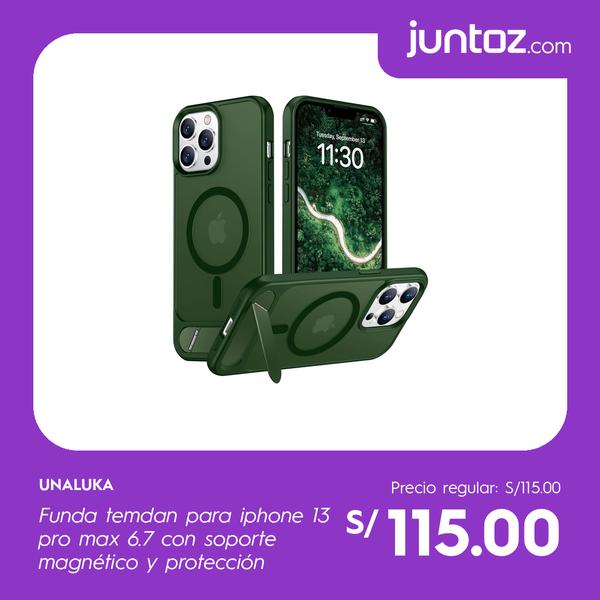 juntoz.com
Tuesday, September 13
11:30
UNALUKA
Funda temdan para iphone 13
pro max 6.7 con soporte
magnético y protección
Precio regular: S/115.00
S/115.00